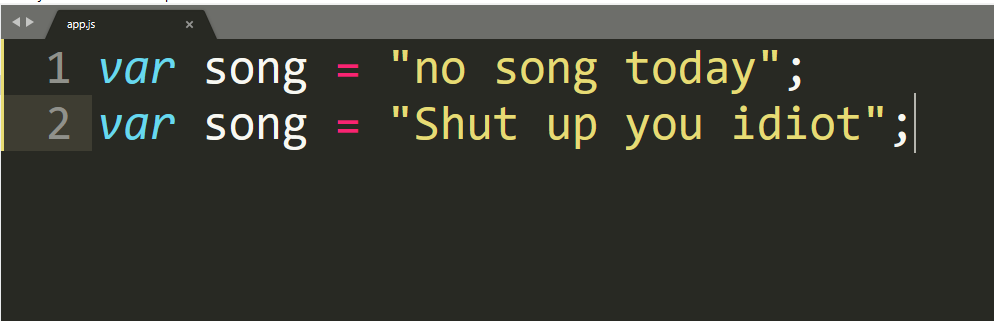 app.js ×
1 var song = "no song today";
2 var song = "Shut up you idiot";